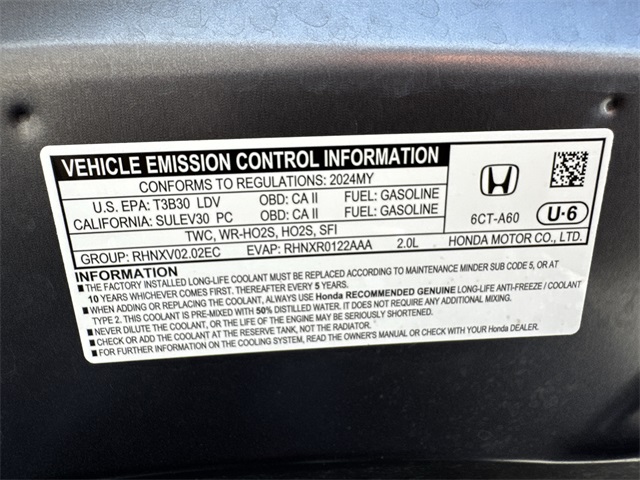 VEHICLE EMISSION CONTROL INFORMATION
CONFORMS TO REGULATIONS: 2024MY
U.S. EPA: T3B30 LDV OBD: CA II FUEL: GASOLINE
CALIFORNIA: SULEV30 PC OBD: CA II FUEL: GASOLINE
TWC, WR-HO2S, HO2S, SFI
GROUP: RHNXV02.02EC EVAP: RHNXR0122AAA 2.0L
6CT-A60 U·6
HONDA MOTOR CO., LTD.
INFORMATION
■THE FACTORY INSTALLED LONG-LIFE COOLANT MUST BE REPLACED ACCORDING TO MAINTENANCE MINDER SUB CODE 5, OR AT
10 YEARS WHICHEVER COMES FIRST. THEREAFTER EVERY 5 YEARS.
■WHEN ADDING OR REPLACING THE COOLANT, ALWAYS USE Honda RECOMMENDED GENUINE LONG-LIFE ANTI-FREEZE / COOLANT
TYPE 2. THIS COOLANT IS PRE-MIXED WITH 50% DISTILLED WATER, IT DOES NOT REQUIRE ANY ADDITIONAL MIXING.
■NEVER DILUTE THE COOLANT, OR THE LIFE OF THE ENGINE MAY BE SERIOUSLY SHORTENED.
■CHECK OR ADD THE COOLANT AT THE RESERVE TANK, NOT THE RADIATOR.
■FOR FURTHER INFORMATION ON THE COOLING SYSTEM, READ THE OWNER'S MANUAL OR CHECK WITH YOUR Honda DEALER.